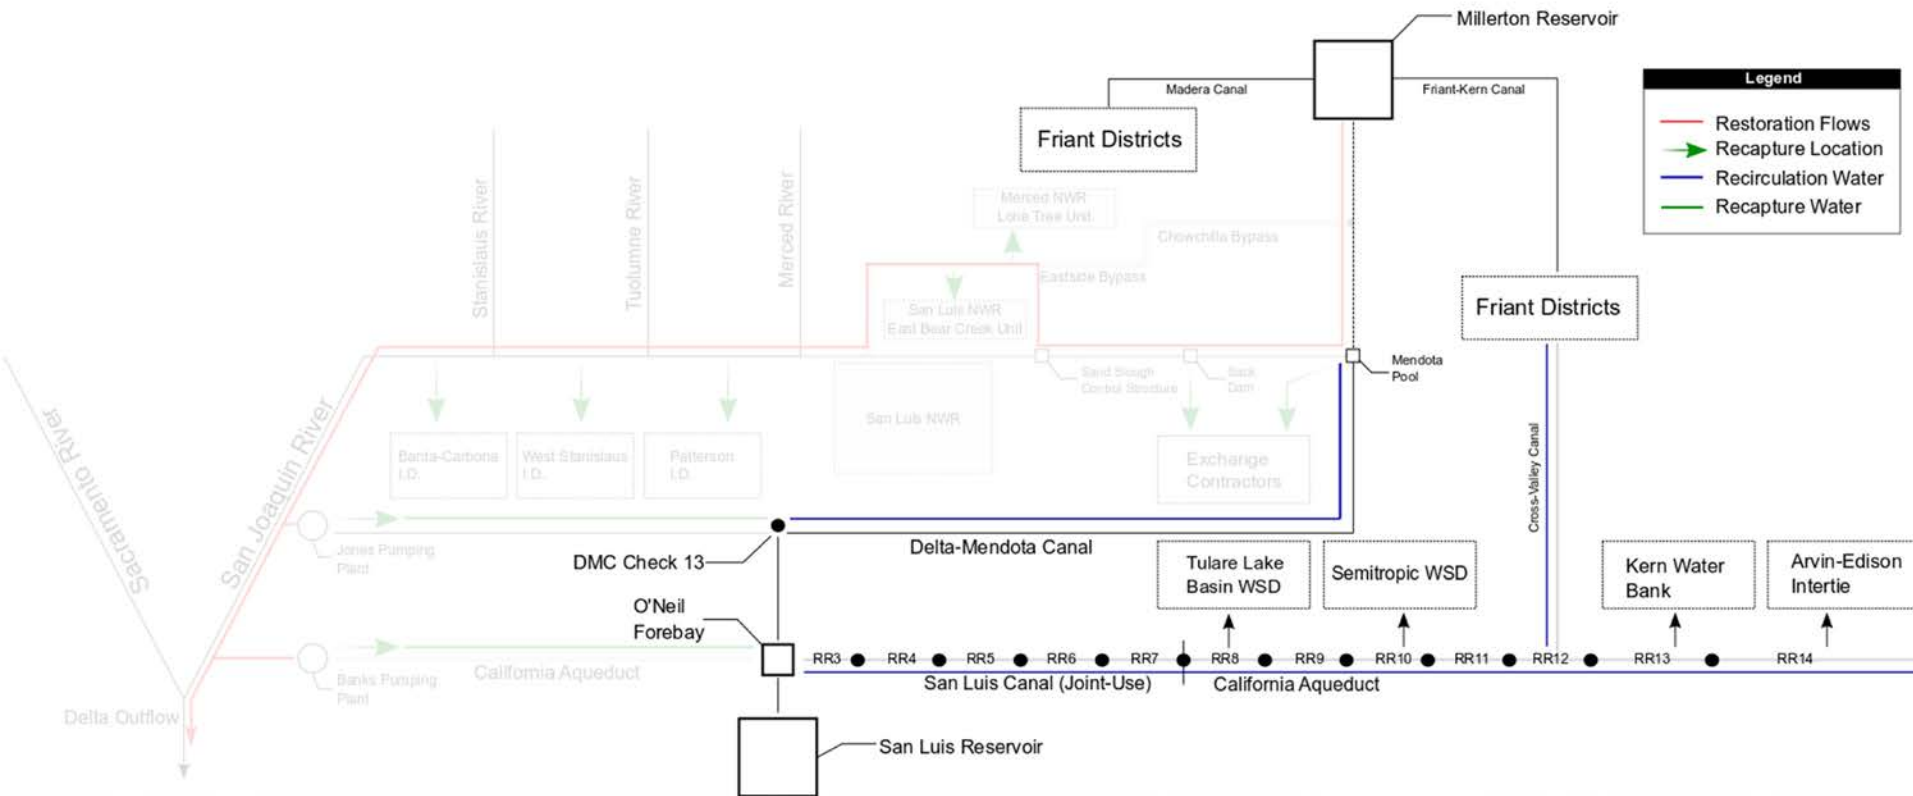 Millerton Reservoir
Madera Canal
Friant-Kern Canal
Legend
Restoration Flows
Recapture Location
Recirculation Water
Recapture Water
Friant Districts
Stanislaus River
Tuolumne River
Merced River
Merced NWR
Lone Tree Unit
Chowchilla Bypass
Eastside Bypass
San Luis NWR
East Bear Creek Unit
Friant Districts
Sand Slough
Control Structure
Sack
Dam
Mendota
Pool
Sacramento River
San Joaquin River
San Luis NWR
Banta-Carbona
I.D.
West Stanislaus
I.D.
Patterson
I.D.
Exchange
Contractors
Cross-Valley Canal
Jones Pumping
Plant
DMC Check 13
Delta-Mendota Canal
Tulare Lake
Basin WSD
Semitropic WSD
Kern Water
Bank
Arvin-Edison
Intertie
O'Neil
Forebay
RR3
RR4
RR5
RR6
RR7
RR8
RR9
RR10
RR11
RR12
RR13
RR14
California Aqueduct
Banks Pumping
Plant
San Luis Canal (Joint-Use)
California Aqueduct
Delta Outflow
San Luis Reservoir